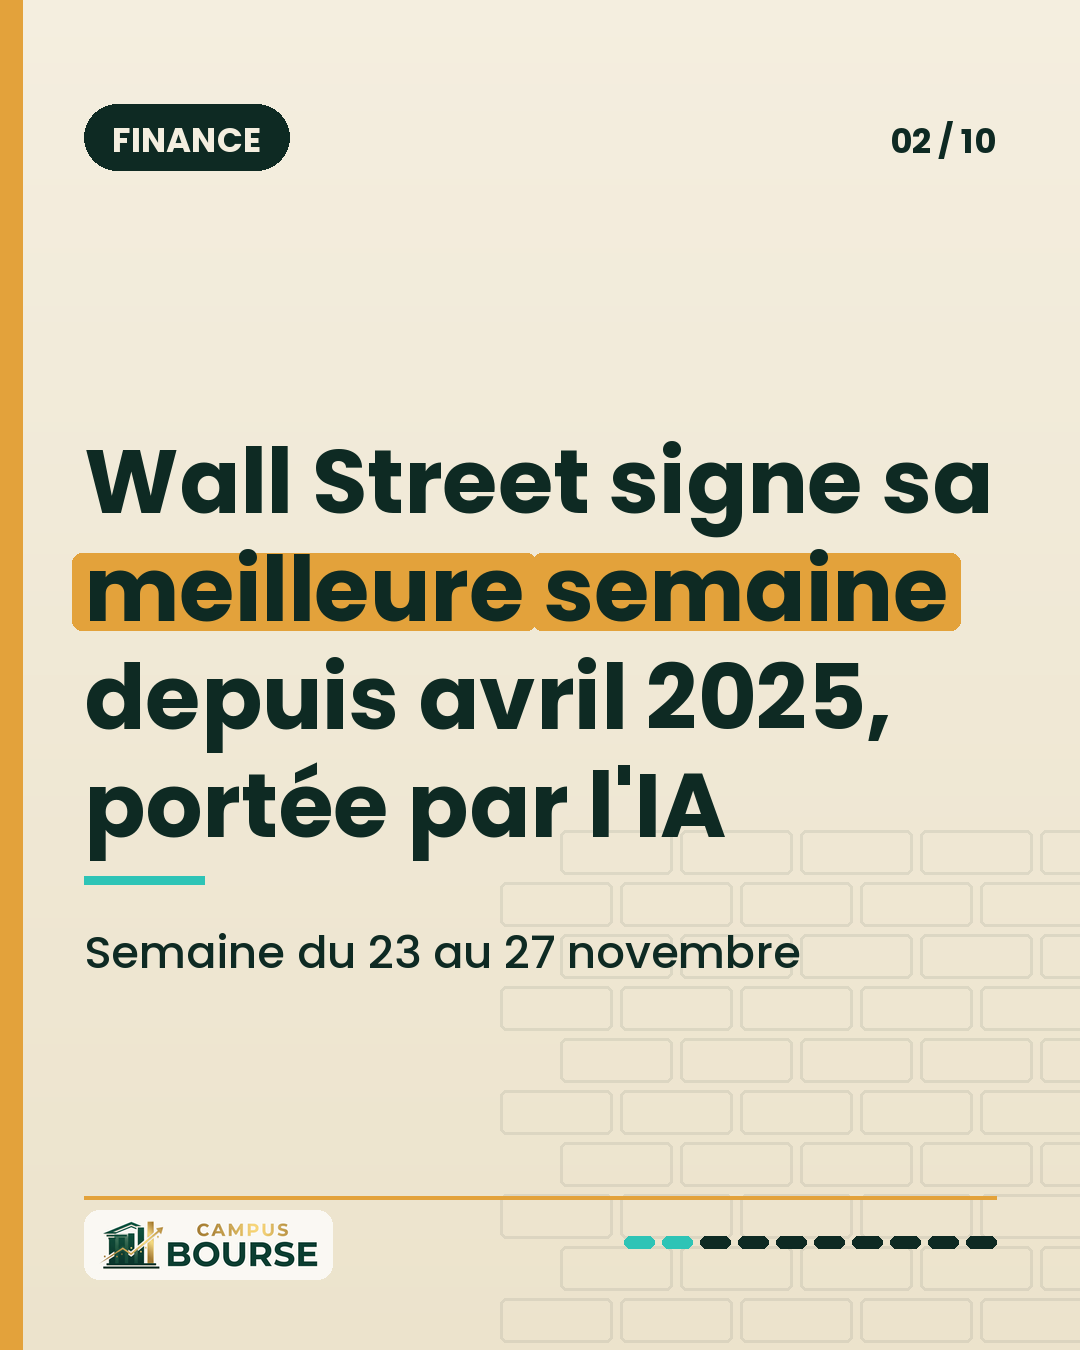 FINANCE
02 / 10
Wall Street signe sa
meilleure semaine
depuis avril 2025,
portée par l'IA
Semaine du 23 au 27 novembre
CAMPUS
BOURSE